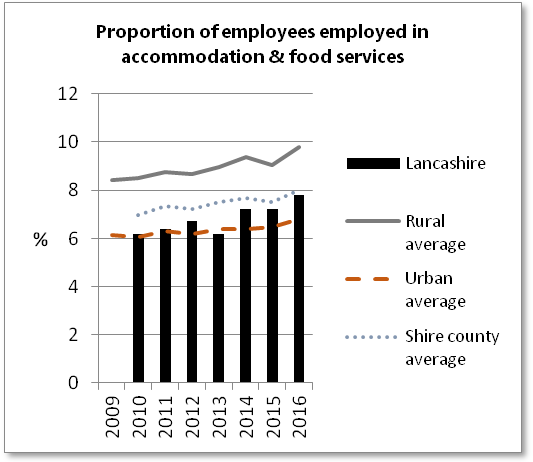 Proportion of employees employed in
accommodation & food services
12
10
8
6
4
2
0
%
2009
2010
2011
2012
2013
2014
2015
2016
Lancashire
Rural
average
Urban
average
Shire county
average